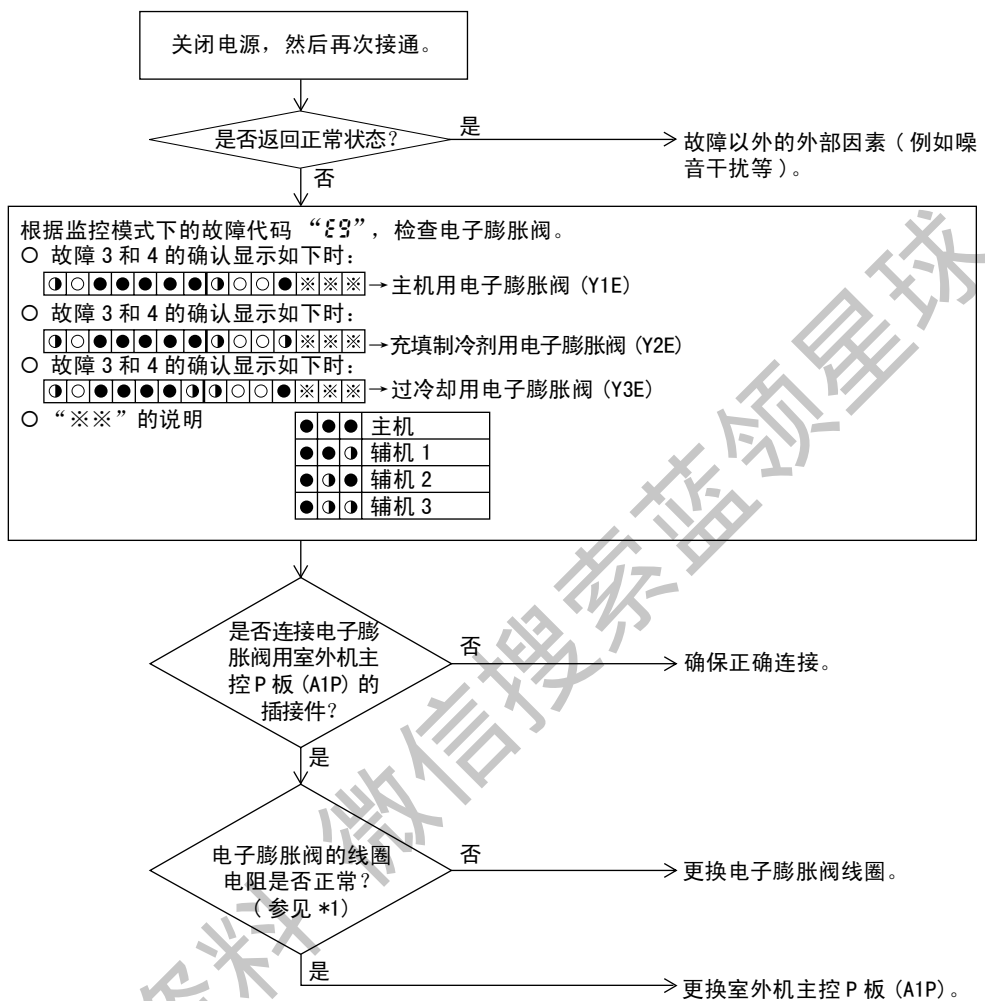 关闭电源，然后再次接通。
是否返回正常状态？
是
故障以外的外部因素（例如噪
音干扰等）。
否
根据监控模式下的故障代码 “E9”，检查电子膨胀阀。
○ 故障 3 和 4 的确认显示如下时：
◑○●●●●●◑○○●※※※→主机用电子膨胀阀 (Y1E)
○ 故障 3 和 4 的确认显示如下时：
◑○●●●●●◑○○◑※※※→充填制冷剂用电子膨胀阀 (Y2E)
○ 故障 3 和 4 的确认显示如下时：
◑○●●●●◑◑○○●※※※→过冷却用电子膨胀阀 (Y3E)
○ “※※”的说明
●●● 主机
●●◑ 辅机 1
●◑● 辅机 2
●◑◑ 辅机 3
是否连接电子膨
胀阀用室外机主
控 P 板 (A1P) 的
插接件？
否
确保正确连接。
是
电子膨胀阀的线圈
电阻是否正常？
（参见 *1）
否
更换电子膨胀阀线圈。
是
更换室外机主控 P 板 (A1P)。
资料 微信搜索蓝领星球